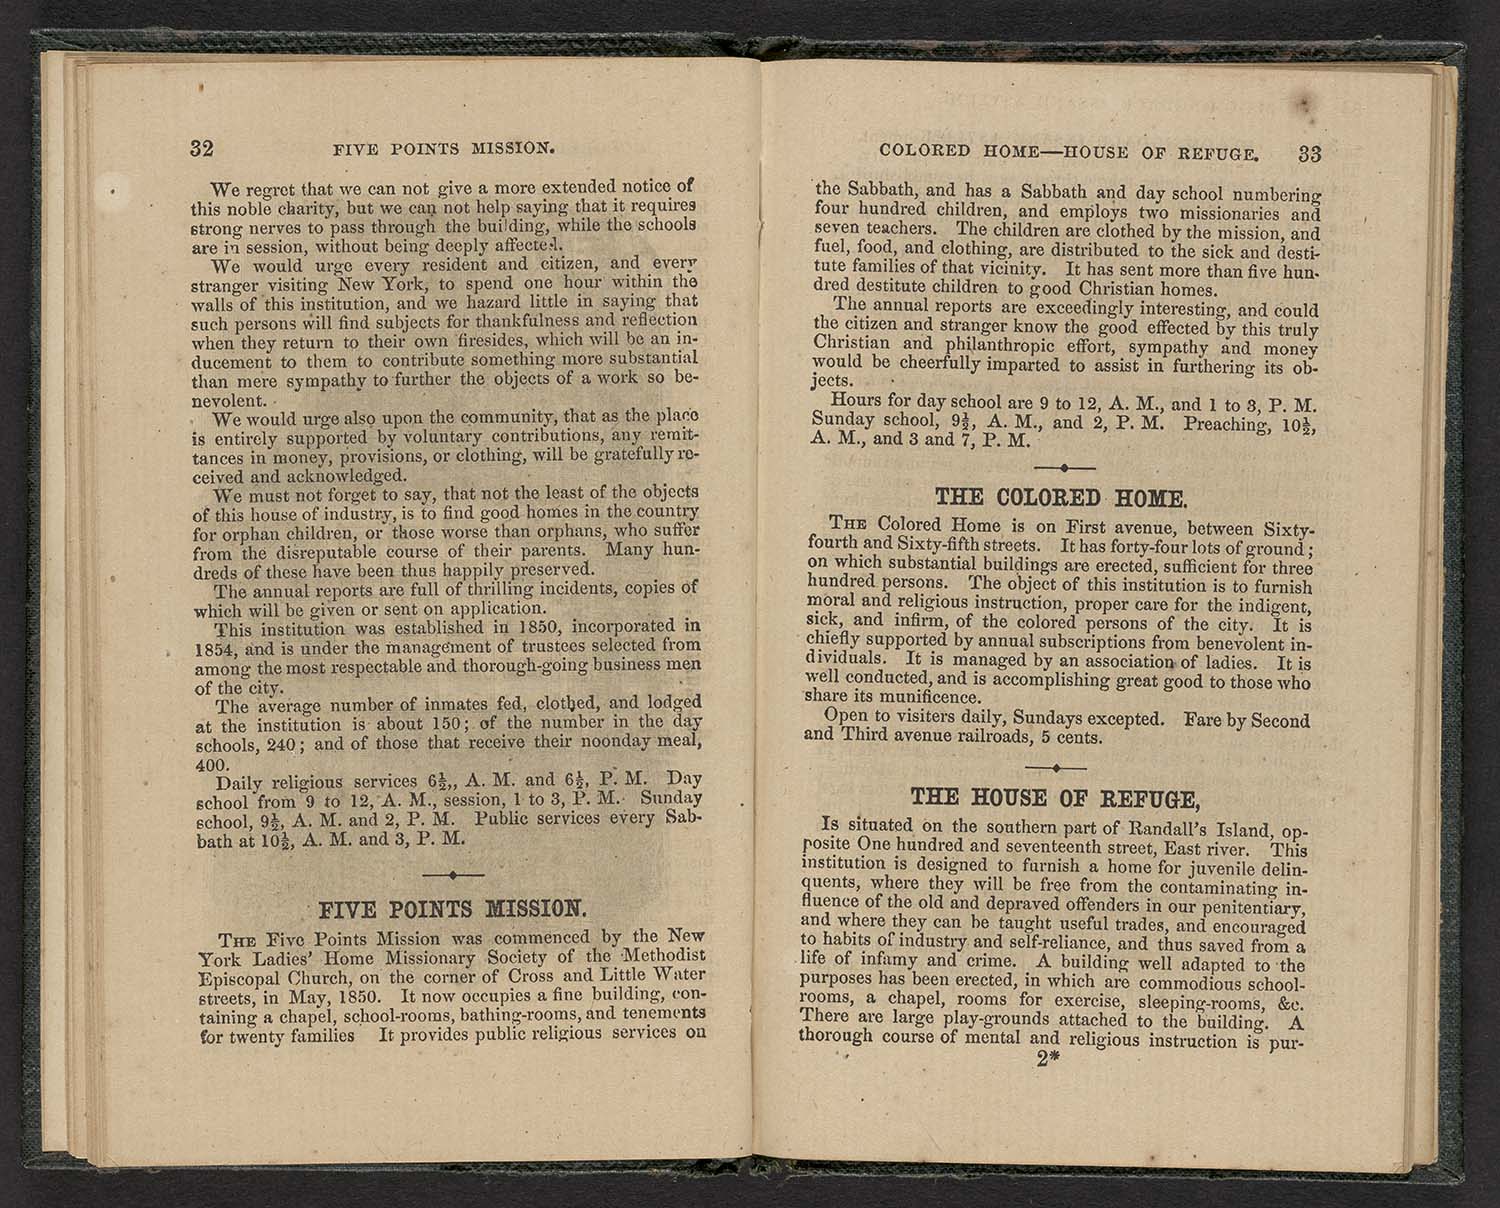 32 FIVE POINTS MISSION.
We regret that we can not give a more extended notice of
this noble charity, but we can not help saying that it requires
strong nerves to pass through the building, while the schools
are in session, without being deeply affected.
We would urge every resident and citizen, and every
stranger visiting New York, to spend one hour within the
walls of this institution, and we hazard little in saying that
such persons will find subjects for thankfulness and reflection
when they return to their own firesides, which will be an in-
ducement to them to contribute something more substantial
than mere sympathy to further the objects of a work so be-
nevolent.
We would urge also upon the community, that as the place
is entirely supported by voluntary contributions, any remit-
tances in money, provisions, or clothing, will be gratefully re-
ceived and acknowledged.
We must not forget to say, that not the least of the objects
of this house of industry, is to find good homes in the country
for orphan children, or those worse than orphans, who suffer
from the disreputable course of their parents. Many hun-
dreds of these have been thus happily preserved.
The annual reports are full of thrilling incidents, copies of
which will be given or sent on application.
This institution was established in 1850, incorporated in
1854, and is under the management of trustees selected from
among the most respectable and thorough-going business men
of the city.
The average number of inmates fed, clothed, and lodged
at the institution is about 150; of the number in the day
schools, 240; and of those that receive their noonday meal,
400.
Daily religious services 6½,, A. M. and 6½, P. M. Day
school from 9 to 12, A. M., session, 1 to 3, P. M. Sunday
school, 9½, A. M. and 2, P. M. Public services every Sab-
bath at 10½, A. M. and 3, P. M.
FIVE POINTS MISSION.
THE Five Points Mission was commenced by the New
York Ladies' Home Missionary Society of the Methodist
Episcopal Church, on the corner of Cross and Little Water
streets, in May, 1850. It now occupies a fine building, con-
taining a chapel, school-rooms, bathing-rooms, and tenements
for twenty families It provides public religious services on
COLORED HOME—HOUSE OF REFUGE. 33
the Sabbath, and has a Sabbath and day school numbering
four hundred children, and employs two missionaries and
seven teachers. The children are clothed by the mission, and
fuel, food, and clothing, are distributed to the sick and desti-
tute families of that vicinity. It has sent more than five hun-
dred destitute children to good Christian homes.
The annual reports are exceedingly interesting, and could
the citizen and stranger know the good effected by this truly
Christian and philanthropic effort, sympathy and money
would be cheerfully imparted to assist in furthering its ob-
jects.
Hours for day school are 9 to 12, A. M., and 1 to 3, P. M.
Sunday school, 9½, A. M., and 2, P. M. Preaching, 10½,
A. M., and 3 and 7, P. M.
THE COLORED HOME.
THE Colored Home is on First avenue, between Sixty-
fourth and Sixty-fifth streets. It has forty-four lots of ground;
on which substantial buildings are erected, sufficient for three
hundred persons. The object of this institution is to furnish
moral and religious instruction, proper care for the indigent,
sick, and infirm, of the colored persons of the city. It is
chiefly supported by annual subscriptions from benevolent in-
dividuals. It is managed by an association of ladies. It is
well conducted, and is accomplishing great good to those who
share its munificence.
Open to visiters daily, Sundays excepted. Fare by Second
and Third avenue railroads, 5 cents.
THE HOUSE OF REFUGE,
Is situated on the southern part of Randall's Island, op-
posite One hundred and seventeenth street, East river. This
institution is designed to furnish a home for juvenile delin-
quents, where they will be free from the contaminating in-
fluence of the old and depraved offenders in our penitentiary,
and where they can be taught useful trades, and encouraged
to habits of industry and self-reliance, and thus saved from a
life of infamy and crime. A building well adapted to the
purposes has been erected, in which are commodious school-
rooms, a chapel, rooms for exercise, sleeping-rooms, &c.
There are large play-grounds attached to the building. A
thorough course of mental and religious instruction is pur-
2*